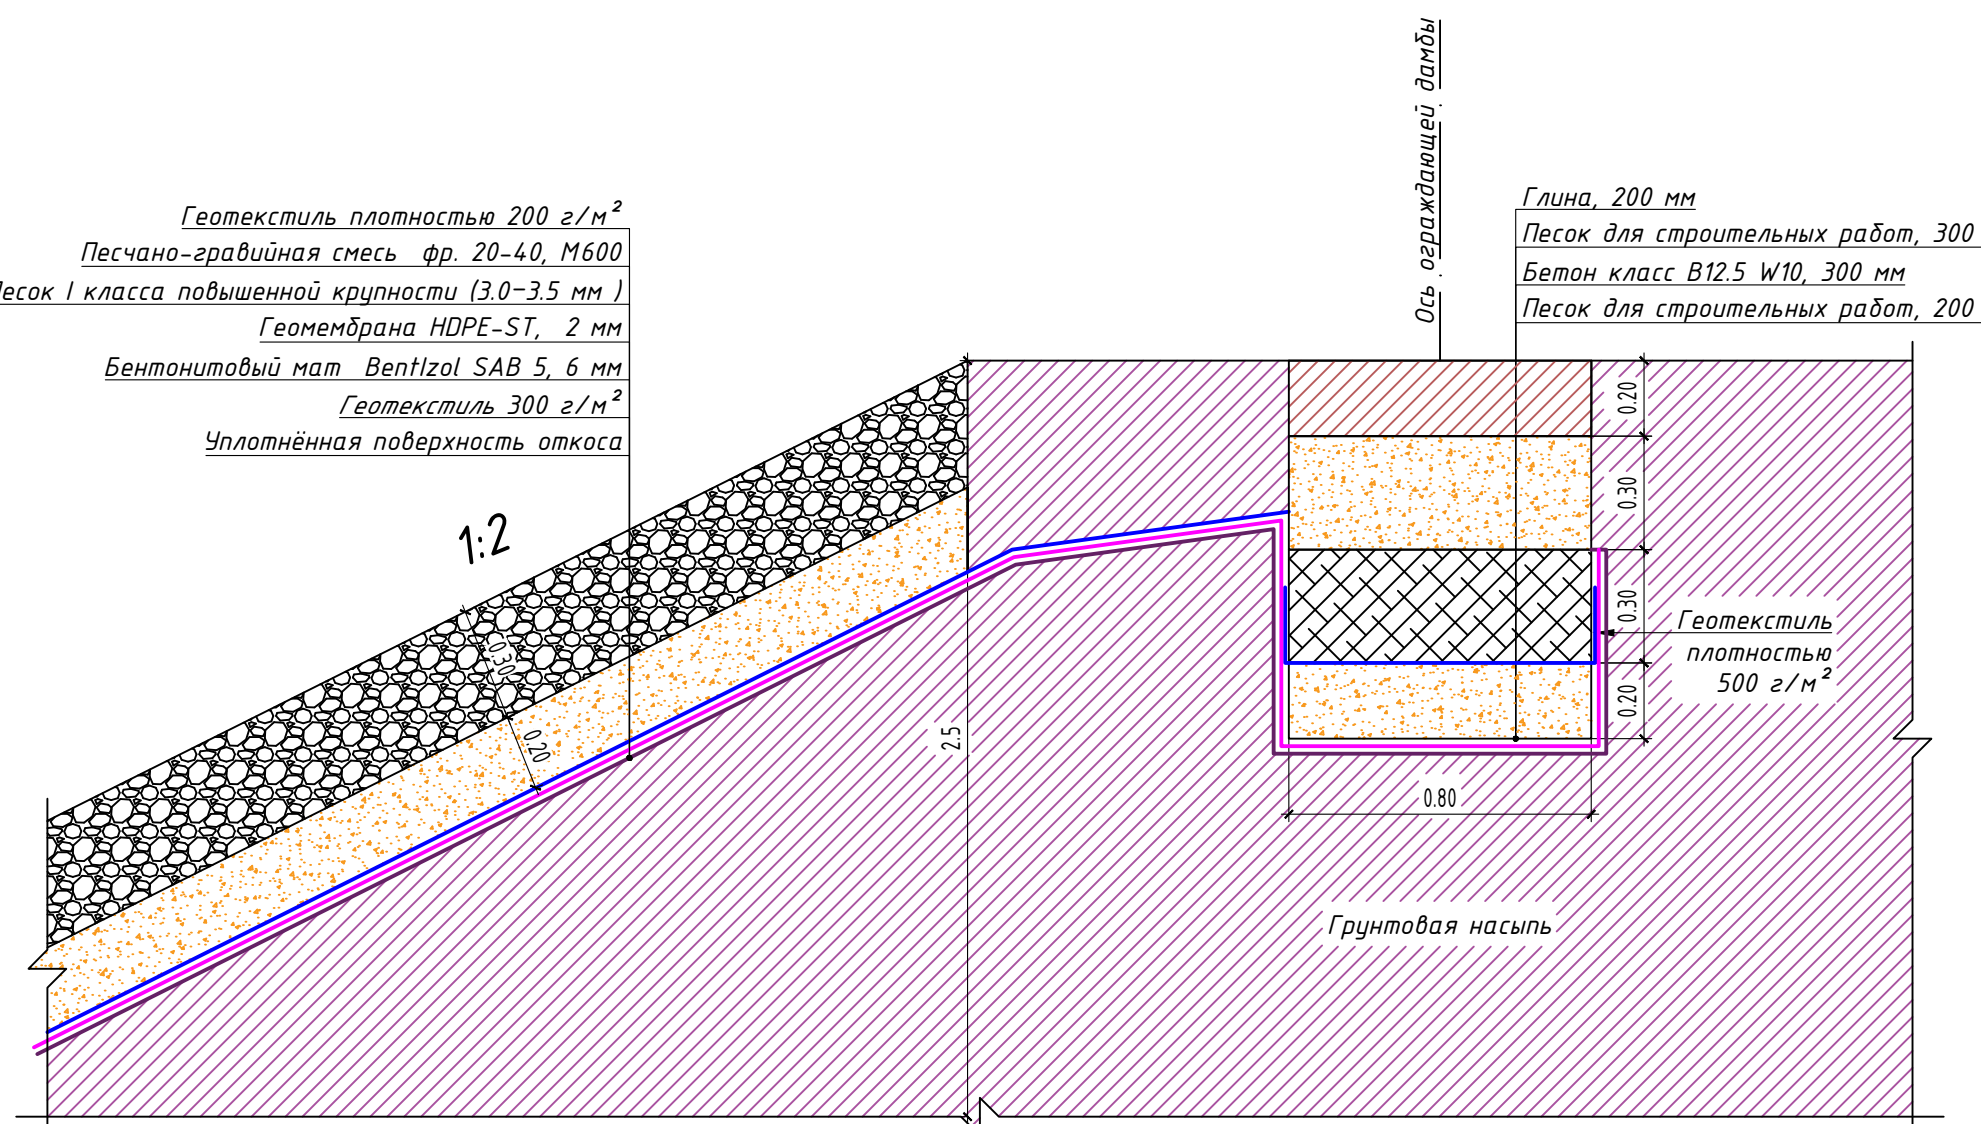 Ось ограждающей дамбы
Геотекстиль плотностью 200 г/м²
Песчано-гравийная смесь фр. 20-40, М600
Песок I класса повышенной крупности (3.0-3.5 мм )
Геомембрана HDPE-ST, 2 мм
Бентонитовый мат BentIzol SAB 5, 6 мм
Геотекстиль 300 г/м²
Уплотнённая поверхность откоса
Глина, 200 мм
Песок для строительных работ, 300
Бетон класс В12.5 W10, 300 мм
Песок для строительных работ, 200
1:2
0.30
0.20
2.5
0.20
0.30
0.30
0.20
0.80
Геотекстиль
плотностью
500 г/м²
Грунтовая насыпь